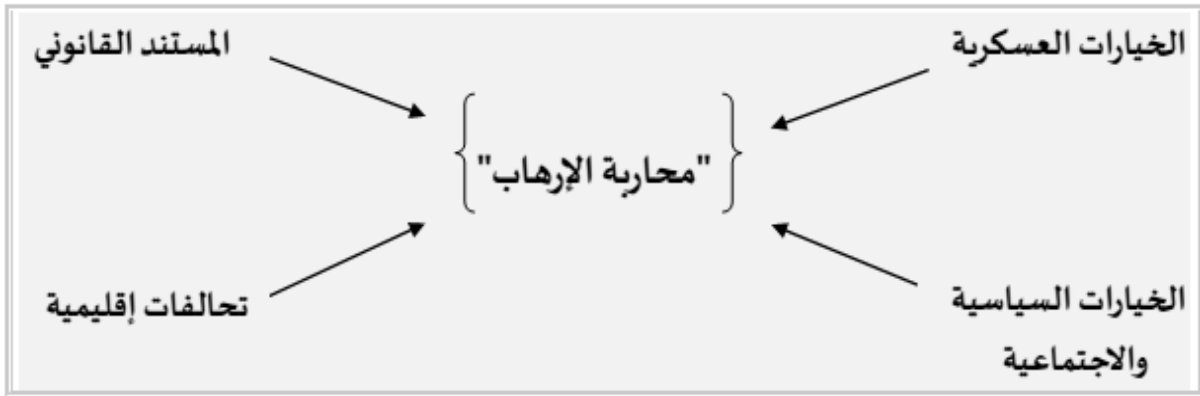 الخيارات العسكرية
المستند القانوني
"محاربة الإرهاب"
الخيارات السياسية
والاجتماعية
تحالفات إقليمية